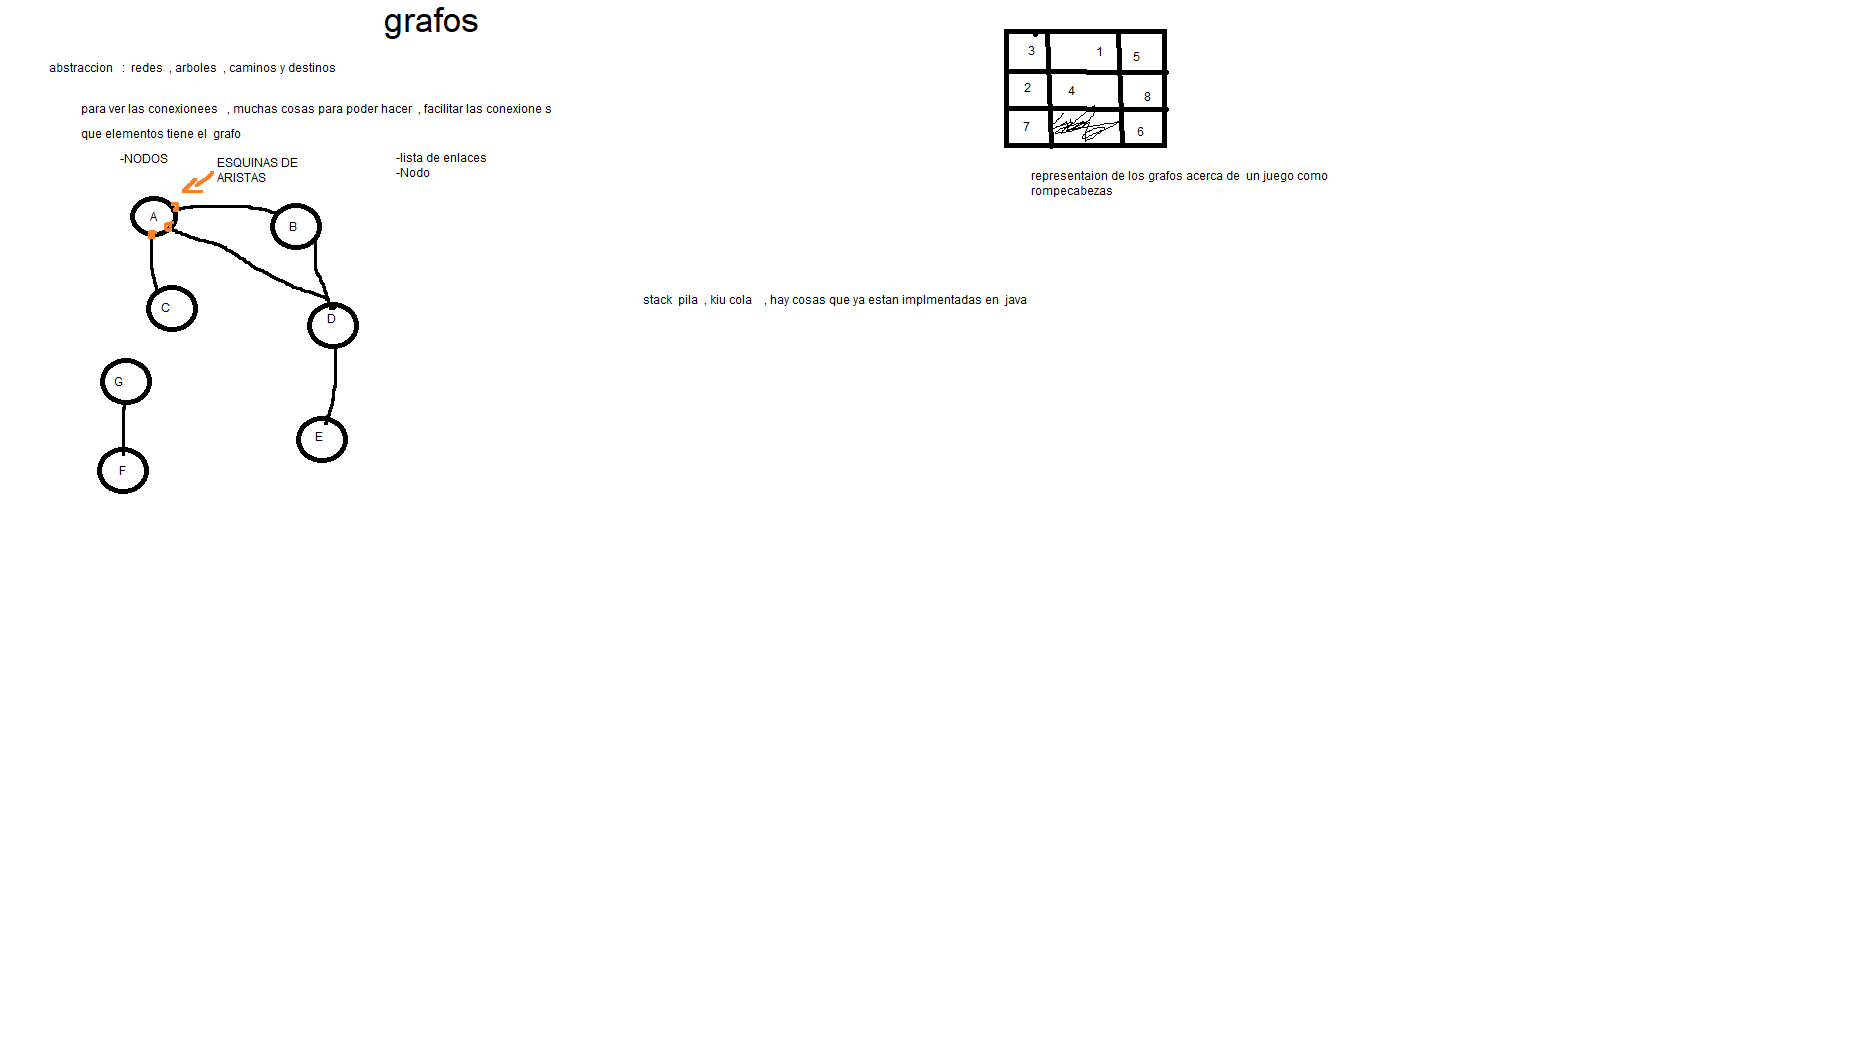 grafos
abstraccion : redes , arboles , caminos y destinos
para ver las conexionees , muchas cosas para poder hacer , facilitar las conexione s
que elementos tiene el grafo
-NODOS
ESQUINAS DE
ARISTAS
-lista de enlaces
-Nodo
A
B
C
D
G
E
F
3 1 5
2 4 8
7 6
representaion de los grafos acerca de un juego como
rompecabezas
stack pila , kiu cola , hay cosas que ya estan implmentadas en java